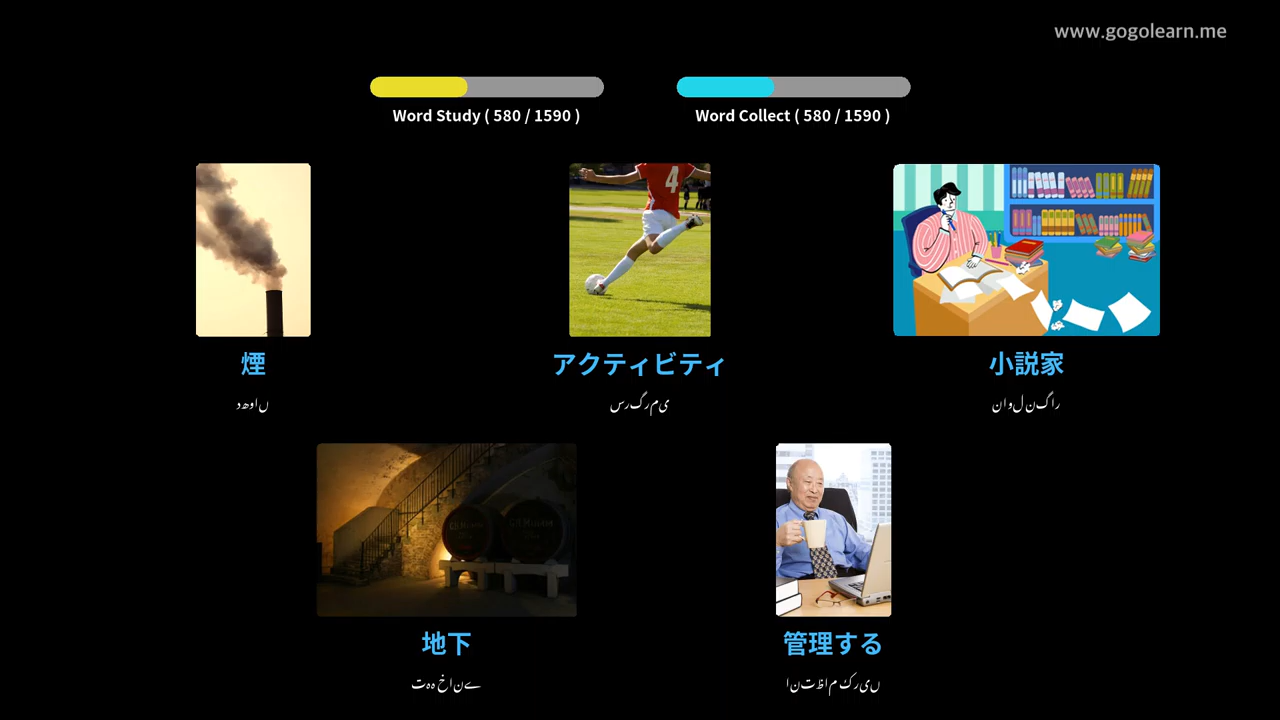 www.gogolearn.me
Word Study ( 580 / 1590 )
Word Collect ( 580 / 1590 )
煙
دھواں
アクティビティ
سرگرمی
小説家
ناول نگار
地下
تہہ خانے
管理する
انتظام کریں